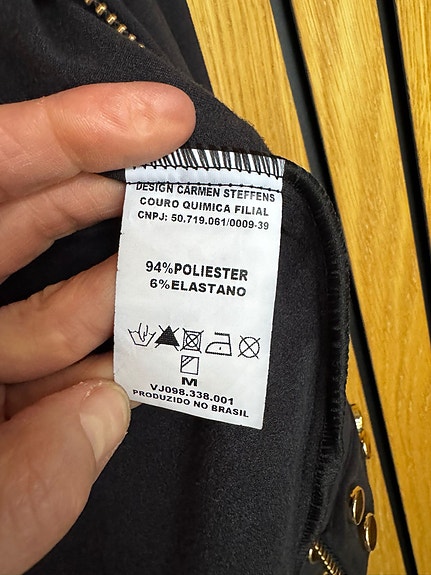 DESIGN CARMEN STEFFENS
COURO QUIMICA FILIAL
CNPJ: 50.719.061/0009-39
94%POLIESTER
6%ELASTANO
M
VJ098.338.001
PRODUZIDO NO BRASIL